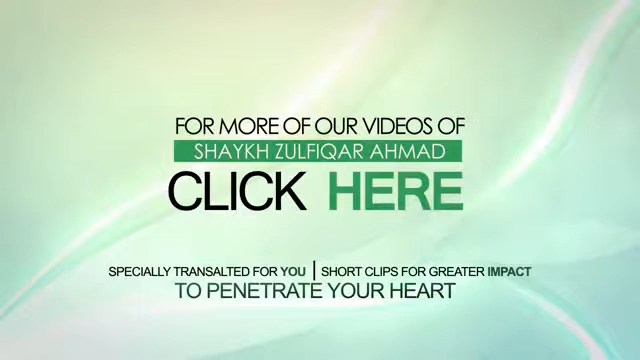 FOR MORE OF OUR VIDEOS OF
SHAYKH ZULFIQAR AHMAD
CLICK HERE
SPECIALLY TRANSALTED FOR YOU | SHORT CLIPS FOR GREATER IMPACT
TO PENETRATE YOUR HEART